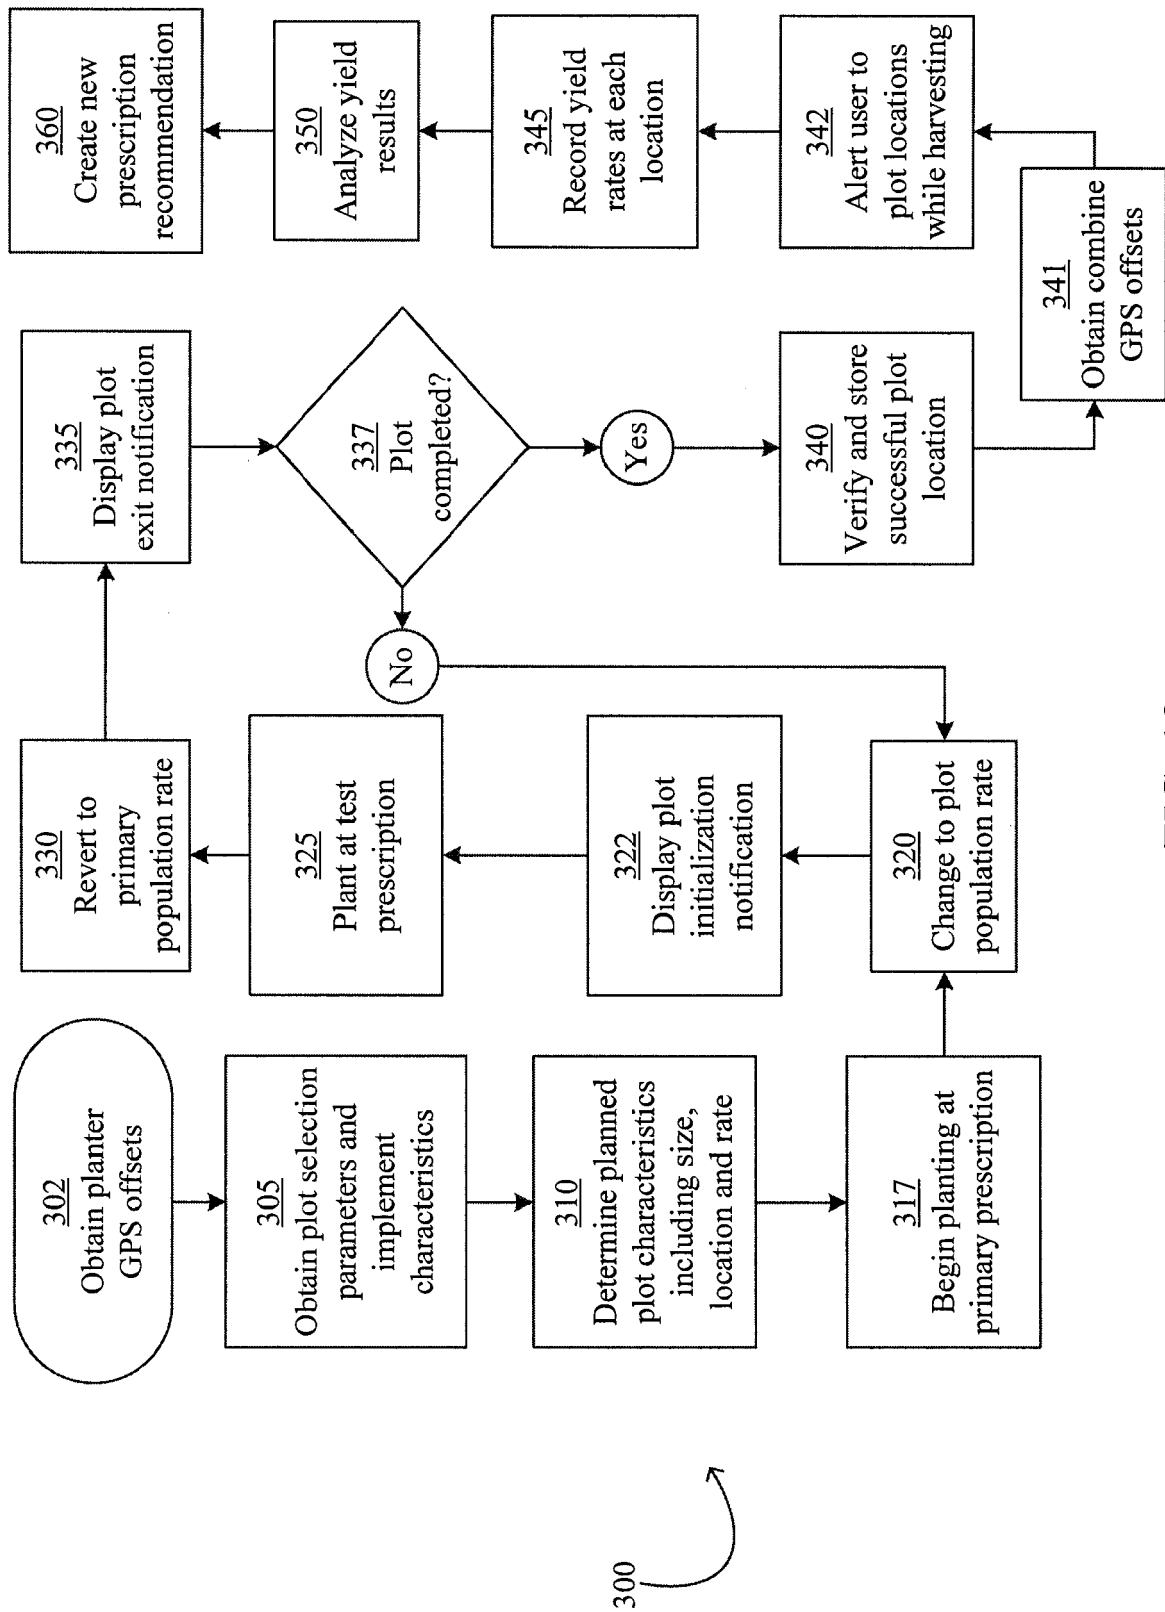 300
302
Obtain planter
GPS offsets
305
Obtain plot selection
parameters and
implement
characteristics
310
Determine planned
plot characteristics
including size,
location and rate
317
Begin planting at
primary prescription
320
Change to plot
population rate
322
Display plot
initialization
notification
325
Plant at test
prescription
330
Revert to
primary
population rate
335
Display plot
exit notification
337
Plot
completed?
No
Yes
340
Verify and store
successful plot
location
341
Obtain combine
GPS offsets
342
Alert user to
plot locations
while harvesting
345
Record yield
rates at each
location
350
Analyze yield
results
360
Create new
prescription
recommendation